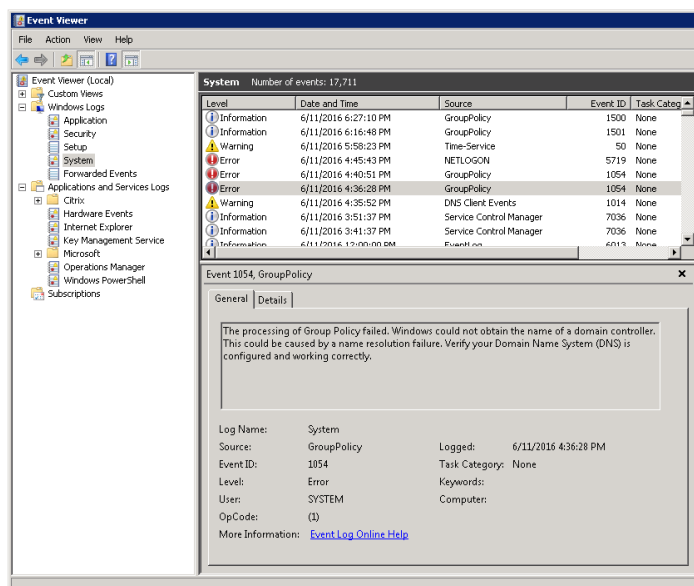 Event Viewer
File Action View Help
Event Viewer (Local)
Custom Views
Windows Logs
Application
Security
Setup
System
Forwarded Events
Applications and Services Logs
Citrix
Hardware Events
Internet Explorer
Key Management Service
Microsoft
Operations Manager
Windows PowerShell
Subscriptions
System Number of events: 17,711
Level Date and Time Source Event ID Task Categ
Information 6/11/2016 6:27:10 PM GroupPolicy 1500 None
Information 6/11/2016 6:16:48 PM GroupPolicy 1501 None
Warning 6/11/2016 5:58:23 PM Time-Service 50 None
Error 6/11/2016 4:45:43 PM NETLOGON 5719 None
Error 6/11/2016 4:40:51 PM GroupPolicy 1054 None
Error 6/11/2016 4:36:28 PM GroupPolicy 1054 None
Warning 6/11/2016 4:35:52 PM DNS Client Events 1014 None
Information 6/11/2016 3:51:37 PM Service Control Manager 7036 None
Information 6/11/2016 3:41:37 PM Service Control Manager 7036 None
Information 6/11/2016 12:00:00 PM EventLog 6013 None
Event 1054, GroupPolicy
General Details
The processing of Group Policy failed. Windows could not obtain the name of a domain controller.
This could be caused by a name resolution failure. Verify your Domain Name System (DNS) is
configured and working correctly.
Log Name: System
Source: GroupPolicy Logged: 6/11/2016 4:36:28 PM
Event ID: 1054 Task Category: None
Level: Error Keywords:
User: SYSTEM Computer:
OpCode: (1)
More Information: Event Log Online Help